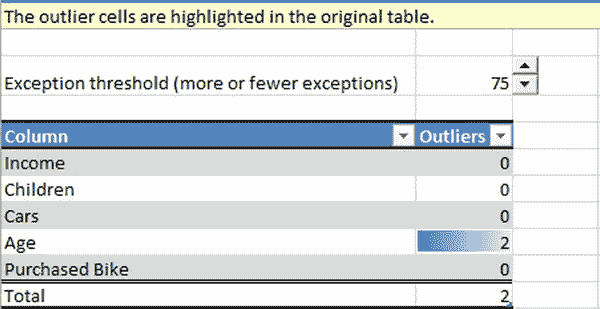 The outlier cells are highlighted in the original table.
Exception threshold (more or fewer exceptions) 75
Column Outliers
Income 0
Children 0
Cars 0
Age 2
Purchased Bike 0
Total 2